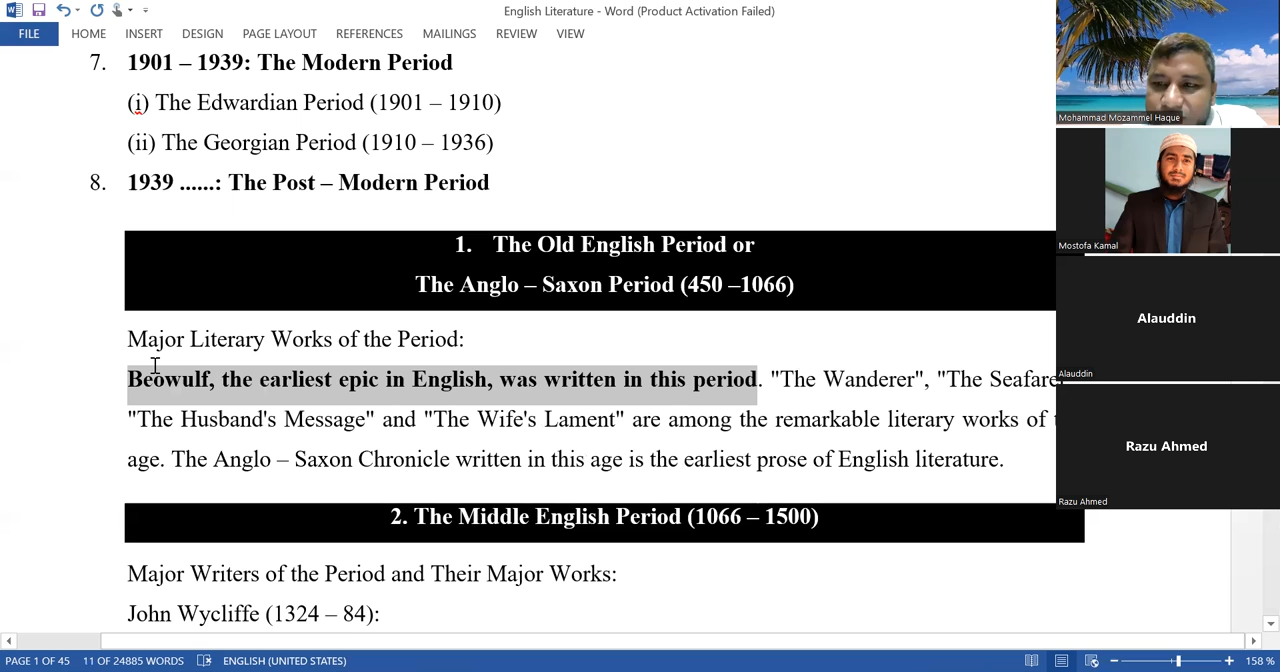 English Literature - Word (Product Activation Failed)
FILE HOME INSERT DESIGN PAGE LAYOUT REFERENCES MAILINGS REVIEW VIEW
7. 1901 – 1939: The Modern Period
(i) The Edwardian Period (1901 – 1910)
(ii) The Georgian Period (1910 – 1936)
8. 1939 ......: The Post – Modern Period
1. The Old English Period or
The Anglo – Saxon Period (450 –1066)
Major Literary Works of the Period:
Beowulf, the earliest epic in English, was written in this period. "The Wanderer", "The Seafare
"The Husband's Message" and "The Wife's Lament" are among the remarkable literary works of
age. The Anglo – Saxon Chronicle written in this age is the earliest prose of English literature.
2. The Middle English Period (1066 – 1500)
Major Writers of the Period and Their Major Works:
John Wycliffe (1324 – 84):
PAGE 1 OF 45 11 OF 24885 WORDS ENGLISH (UNITED STATES) 158 %
Mohammad Mozammel Haque
Mostofa Kamal
Alauddin
Alauddin
Razu Ahmed
Razu Ahmed